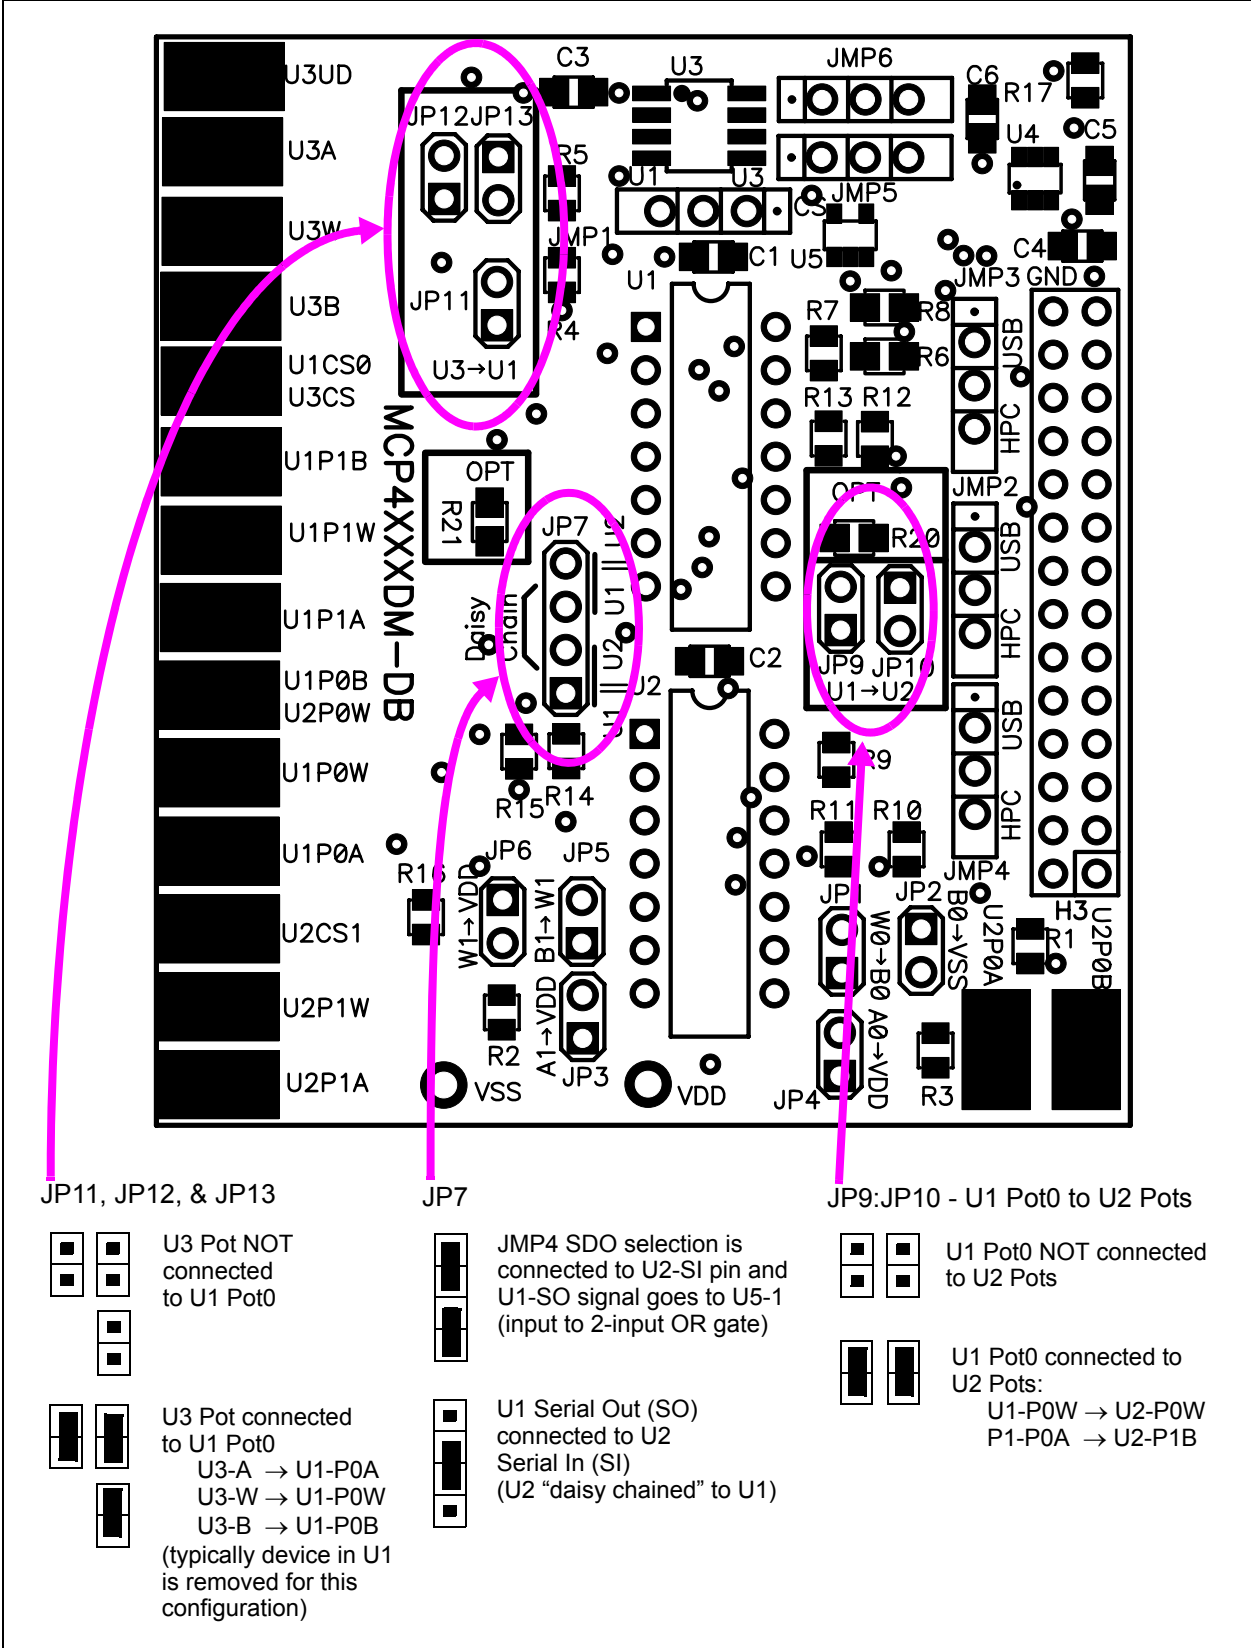 U3UD
U3A
U3W
U3B
U1CS0
U3CS
U1P1B
U1P1W
U1P1A
U1P0B
U2P0W
U1P0W
U1P0A
U2CS1
U2P1W
U2P1A
JP12 JP13
JP11
U3→U1
C3
U3
JMP6
C6
R17
U4
C5
R5
U1
U3
CS
JMP5
JMP1
R4
U1
C1
U5
C4
JMP3
GND
R7
R8
R6
USB
HPC
R13
R12
MCP4XXXDM-DB
OPT
R21
JP7
U1 || U2
Daisy
Chain
U1 || U2
OPT
R20
JP9
JP10
U1→U2
JMP2
USB
HPC
C2
U2
R15
R14
R9
USB
HPC
R11
R10
JMP4
R16
JP6
JP5
W1→VDD
B1→W1
JP1
JP2
W0→B0
B0→VSS
U2P0A
H3
R1
U2P0B
R2
A1→VDD
JP3
A0→VDD
JP4
R3
VSS
VDD
JP11, JP12, & JP13
U3 Pot NOT
connected
to U1 Pot0
U3 Pot connected
to U1 Pot0
U3-A → U1-P0A
U3-W → U1-P0W
U3-B → U1-P0B
(typically device in U1
is removed for this
configuration)
JP7
JMP4 SDO selection is
connected to U2-SI pin and
U1-SO signal goes to U5-1
(input to 2-input OR gate)
U1 Serial Out (SO)
connected to U2
Serial In (SI)
(U2 “daisy chained” to U1)
JP9:JP10 - U1 Pot0 to U2 Pots
U1 Pot0 NOT connected
to U2 Pots
U1 Pot0 connected to
U2 Pots:
U1-P0W → U2-P0W
P1-P0A → U2-P1B